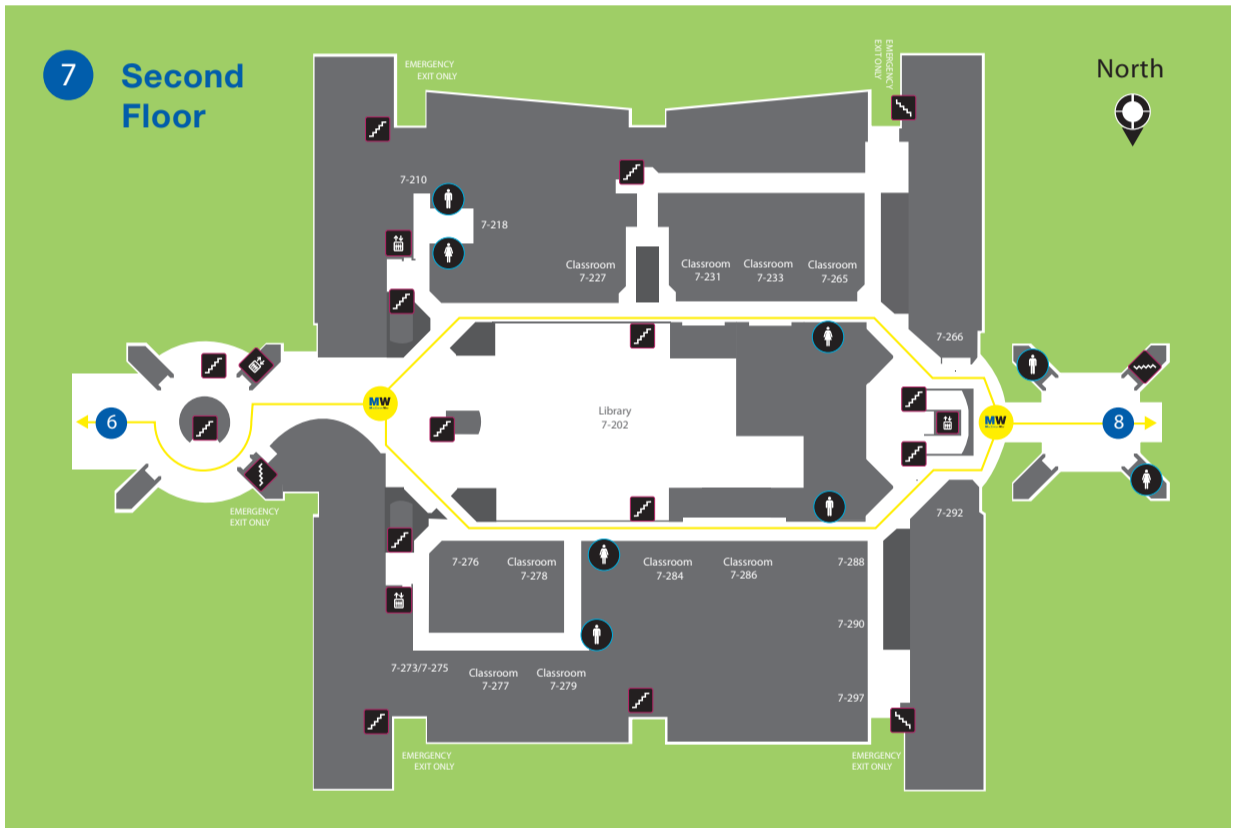 7
Second
Floor
EMERGENCY
EXIT ONLY
EMERGENCY
EXIT ONLY
North
7-210
7-218
Classroom
7-227
Classroom
7-231
Classroom
7-233
Classroom
7-265
7-266
MW
6
Library
7-202
MW
8
EMERGENCY
EXIT ONLY
7-292
7-276
Classroom
7-278
Classroom
7-284
Classroom
7-286
7-288
7-290
7-273/7-275
Classroom
7-277
Classroom
7-279
7-297
EMERGENCY
EXIT ONLY
EMERGENCY
EXIT ONLY